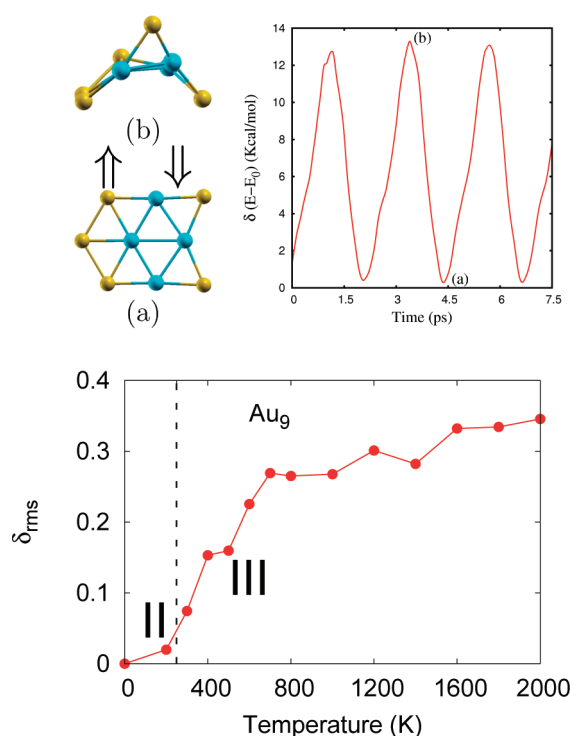 (b)
⇑ ⇓
(a)
14
12
10
8
6
4
2
0
δ (E−E₀) (Kcal/mol)
(b)
(a)
0 1.5 3 4.5 6 7.5
Time (ps)
0.4
0.3
0.2
0.1
0
δrms
Au₉
II
III
0 400 800 1200 1600 2000
Temperature (K)